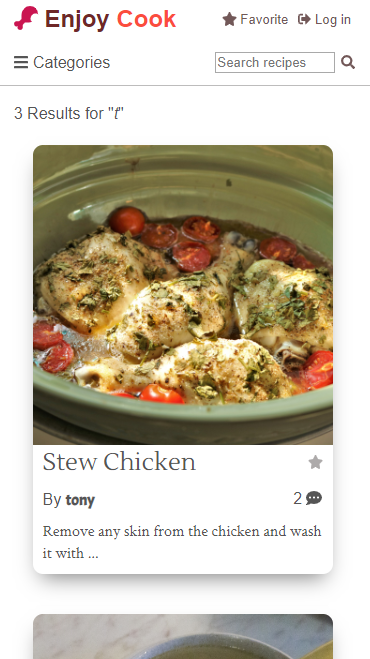 Enjoy Cook
Favorite
Log in
Categories
Search recipes
3 Results for "t"
Stew Chicken
By tony
2
Remove any skin from the chicken and wash
it with ...